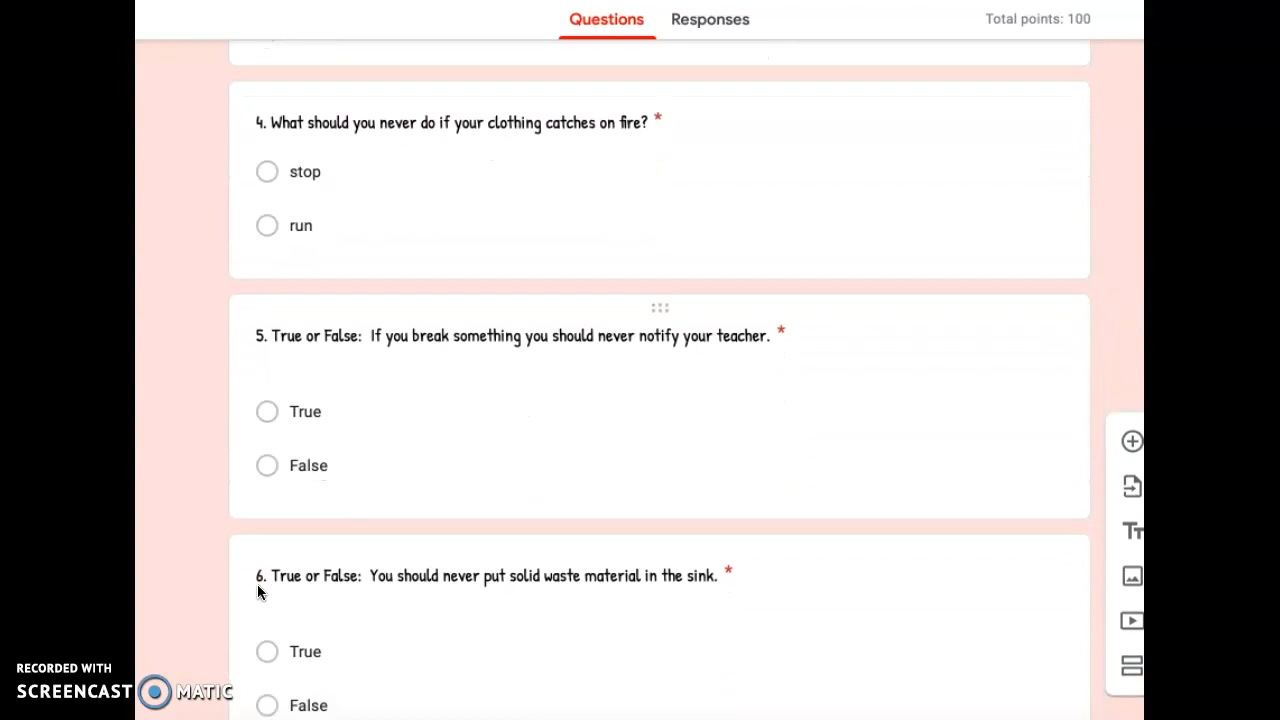 Questions Responses Total points: 100
4. What should you never do if your clothing catches on fire? *
stop
run
5. True or False: If you break something you should never notify your teacher. *
True
False
6. True or False: You should never put solid waste material in the sink. *
True
False
Tт
RECORDED WITH
SCREENCAST MATIC